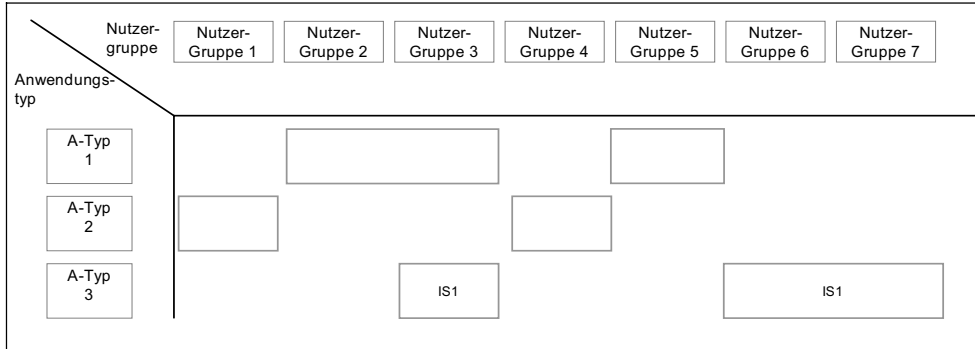 Nutzer-
gruppe
Nutzer-
Gruppe 1
Nutzer-
Gruppe 2
Nutzer-
Gruppe 3
Nutzer-
Gruppe 4
Nutzer-
Gruppe 5
Nutzer-
Gruppe 6
Nutzer-
Gruppe 7
Anwendungs-
typ
A-Typ
1
A-Typ
2
A-Typ
3
IS1
IS1